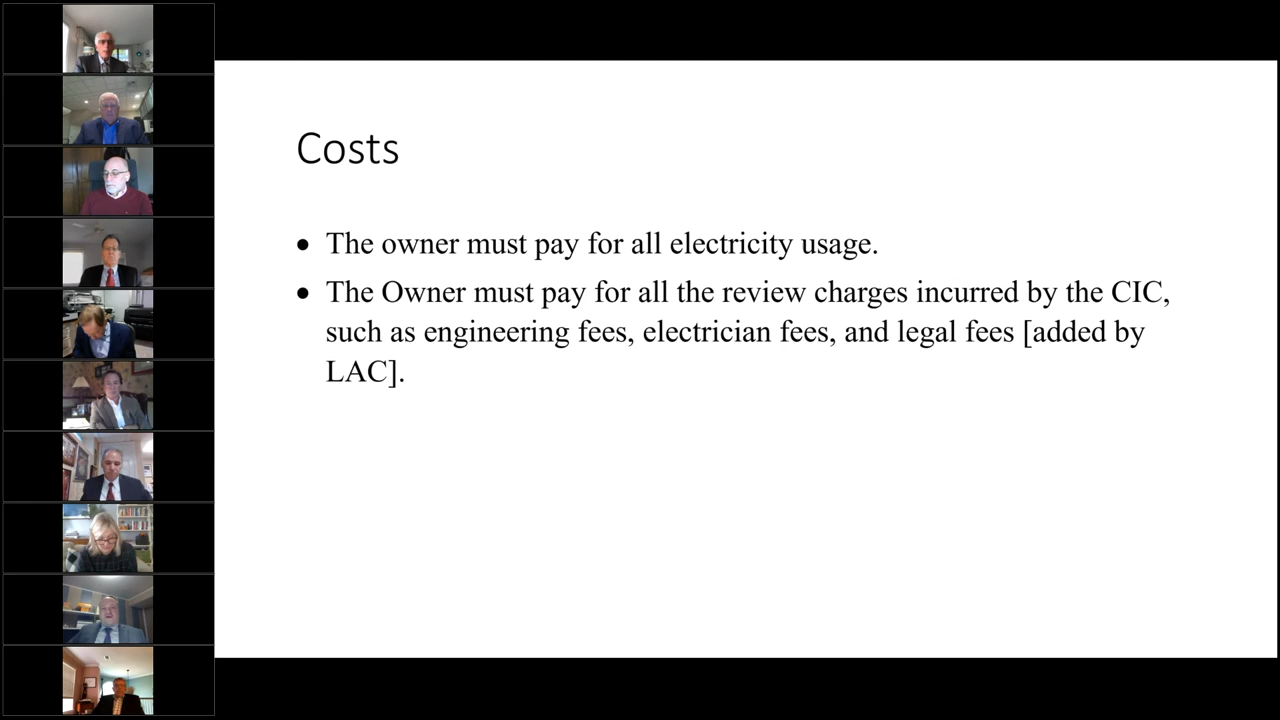 Costs
• The owner must pay for all electricity usage.
• The Owner must pay for all the review charges incurred by the CIC,
such as engineering fees, electrician fees, and legal fees [added by
LAC].